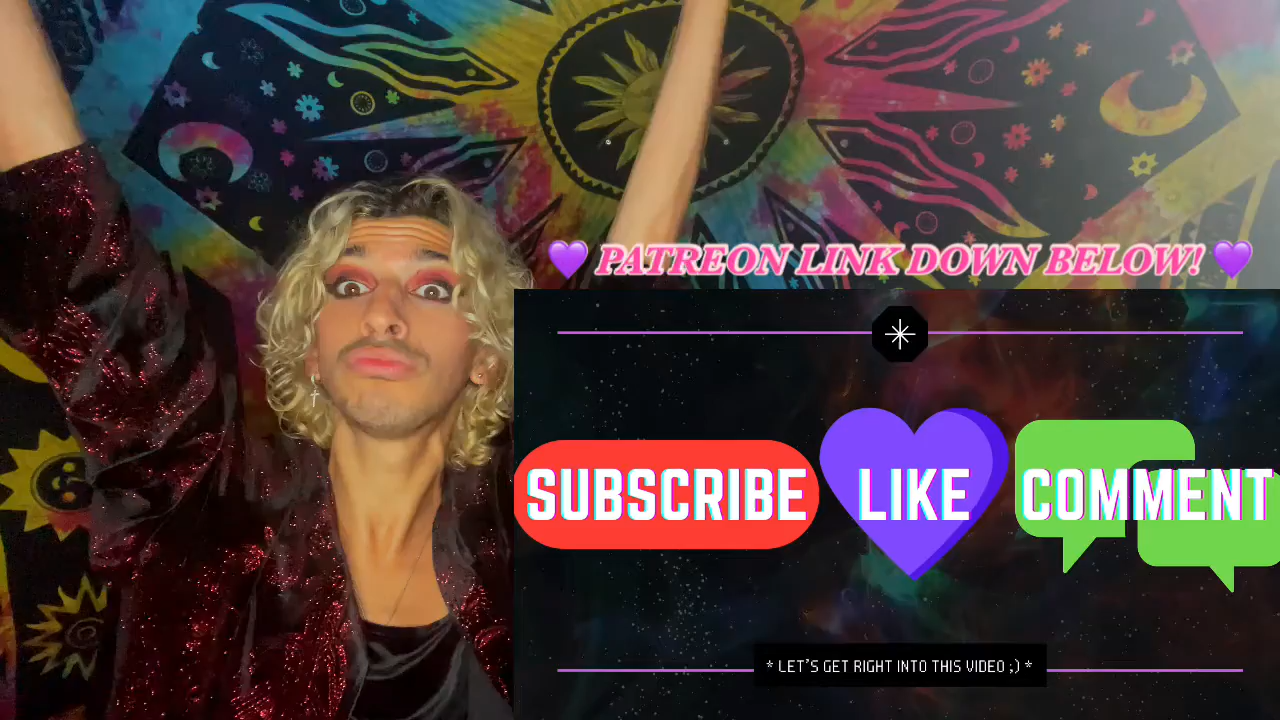 💜 PATREON LINK DOWN BELOW! 💜
SUBSCRIBE LIKE COMMENT
* LET'S GET RIGHT INTO THIS VIDEO ;) *